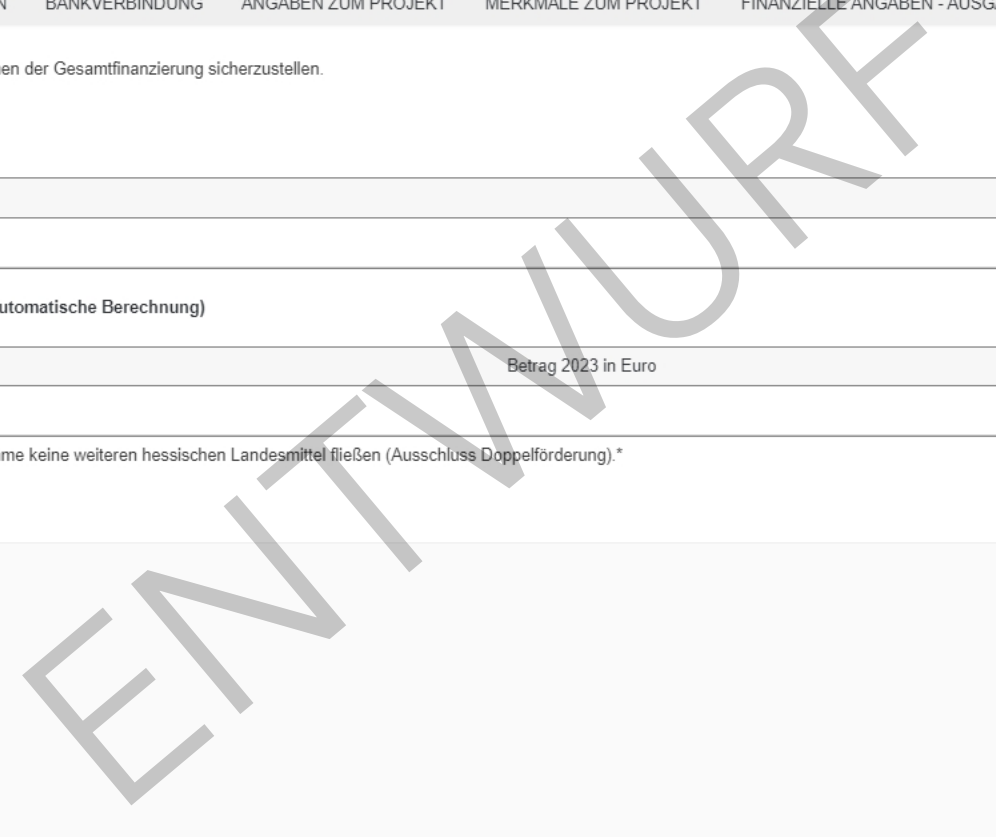 BANKVERBINDUNG ANGABEN ZUM PROJEKT MERKMALE ZUM PROJEKT FINANZIELLE ANGABEN - AUSG
en der Gesamtfinanzierung sicherzustellen.
utomatische Berechnung)
Betrag 2023 in Euro
me keine weiteren hessischen Landesmittel fließen (Ausschluss Doppelförderung).*
ENTWURF